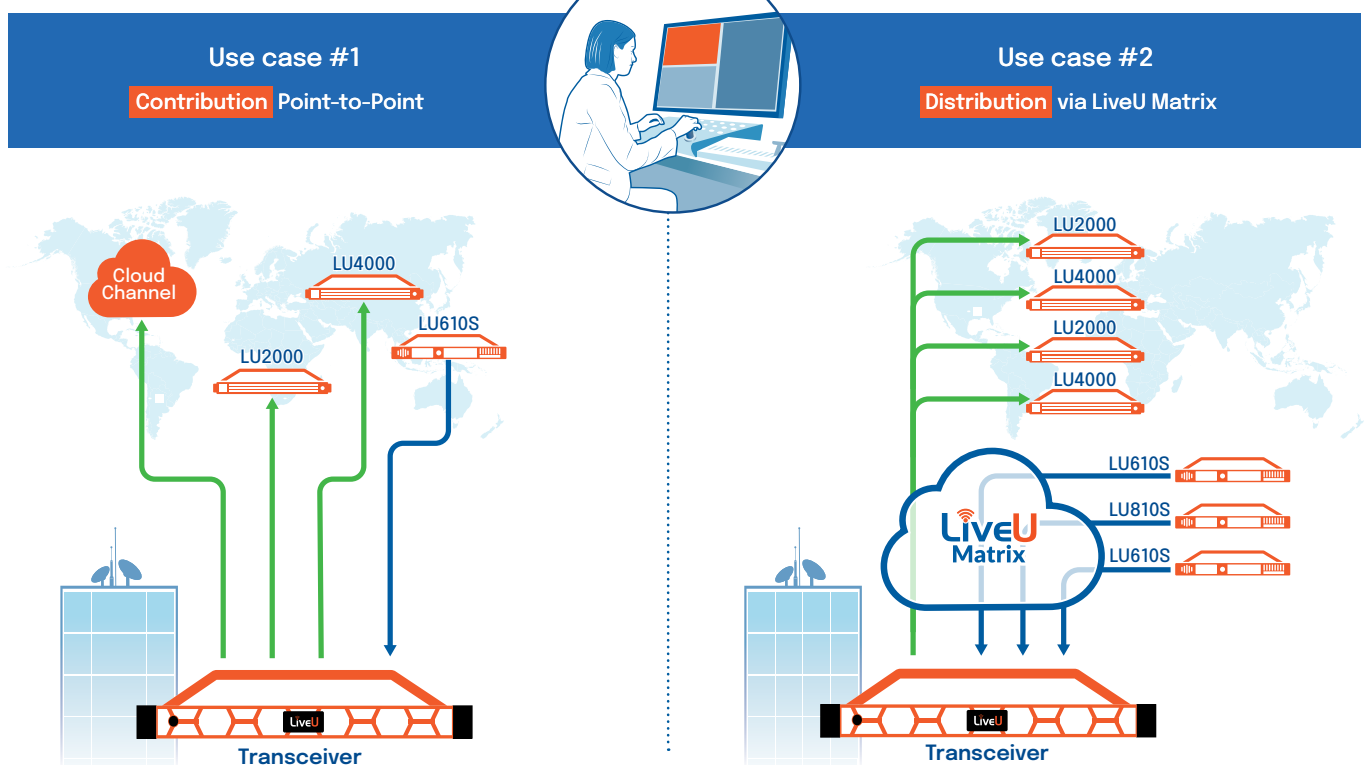 Use case #1
Contribution Point-to-Point
Use case #2
Distribution via LiveU Matrix
Cloud
Channel
LU4000
LU610S
LU2000
LiveU
Transceiver
LU2000
LU4000
LU2000
LU4000
LU610S
LU810S
LU610S
LiveU
Matrix
LiveU
Transceiver